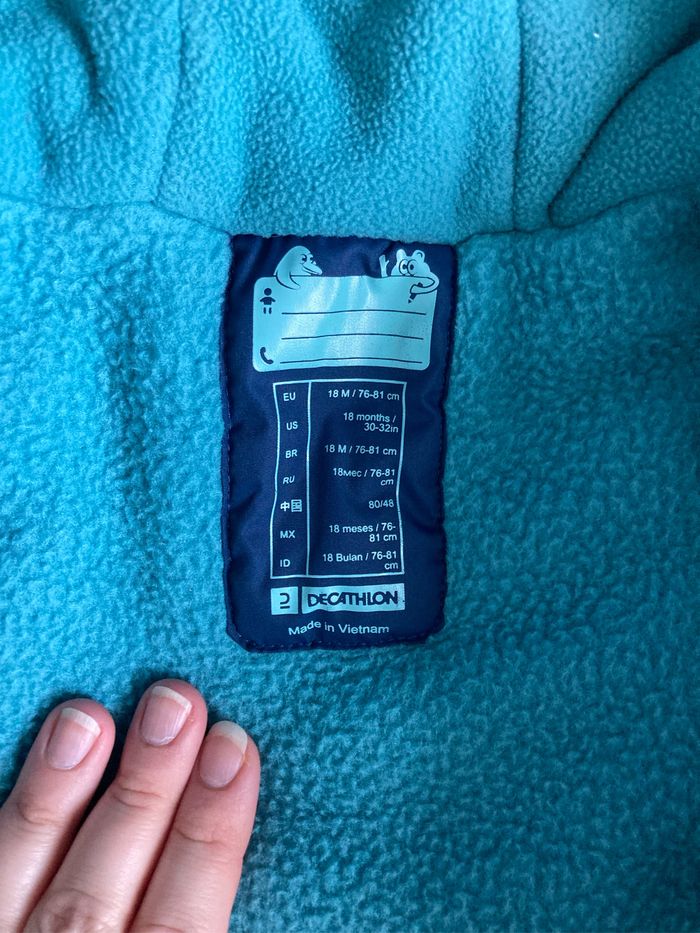 EU 18 M / 76-81 cm
US 18 months /
30-32in
BR 18 M / 76-81 cm
RU 18мес / 76-81
cm
中国 80/48
MX 18 meses / 76-
81 cm
ID 18 Bulan / 76-81
cm
DECATHLON
Made in Vietnam